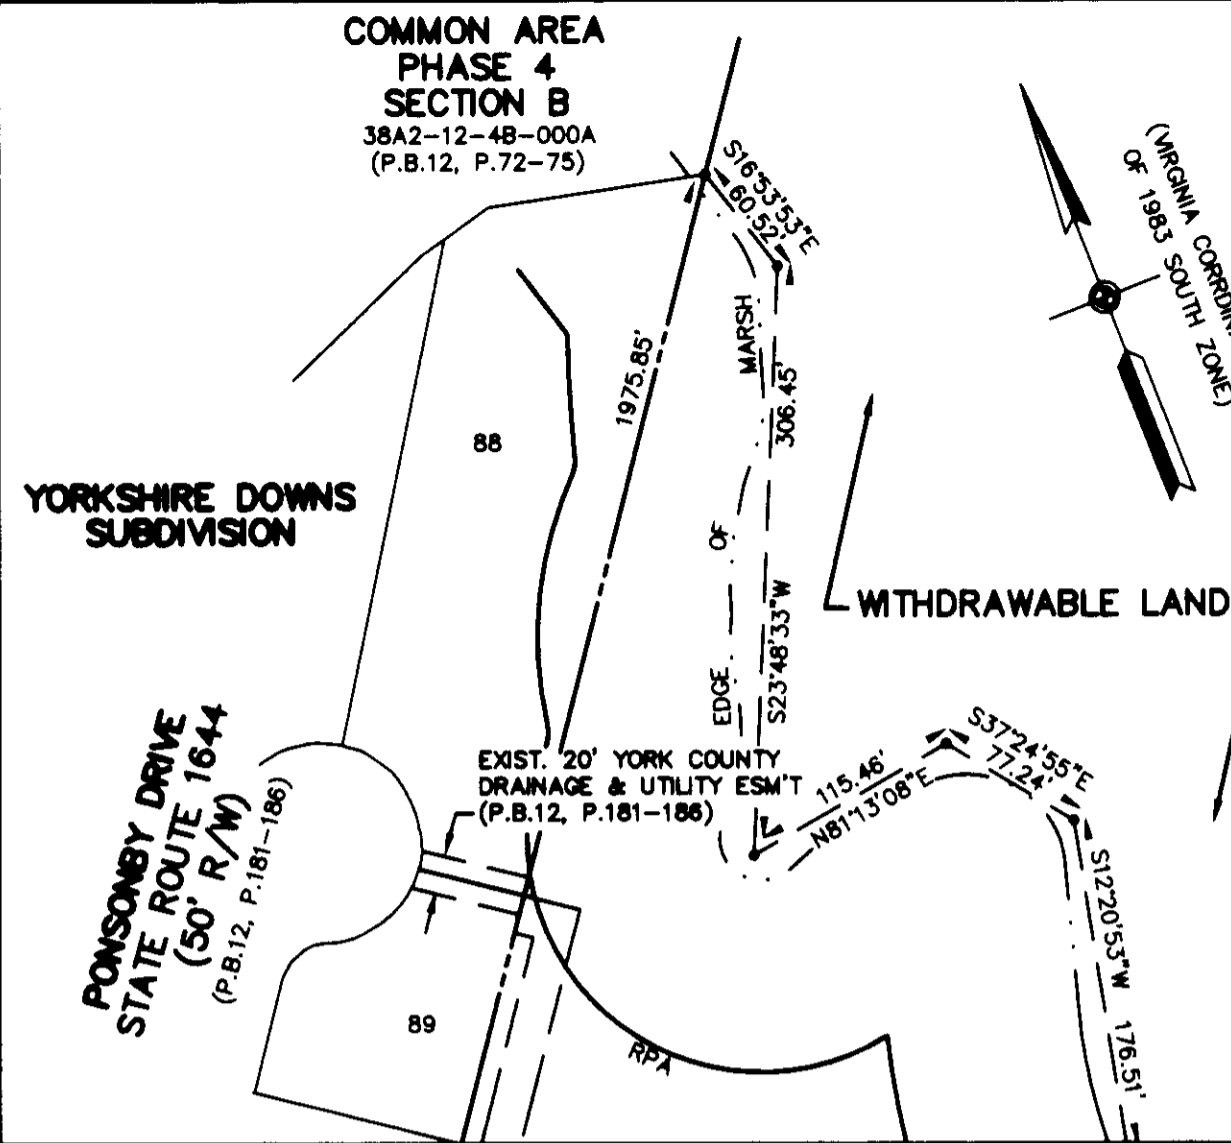 COMMON AREA
PHASE 4
SECTION B
38A2-12-4B-000A
(P.B.12, P.72-75)
S16°53'53"E
60.52'
(VIRGINIA CORRDIN
OF 1983 SOUTH ZONE)
1975.85'
MARSH
306.45'
88
YORKSHIRE DOWNS
SUBDIVISION
OF
WITHDRAWABLE LAND
EDGE
S23°48'33"W
PONSONBY DRIVE
STATE ROUTE 1644
(50' R/W)
(P.B.12, P.181-186)
EXIST. 20' YORK COUNTY
DRAINAGE & UTILITY ESM'T
(P.B.12, P.181-186)
115.46'
N81°13'08"E
S37°24'55"E
77.24'
S12°20'53"W 176.51'
89
RPA